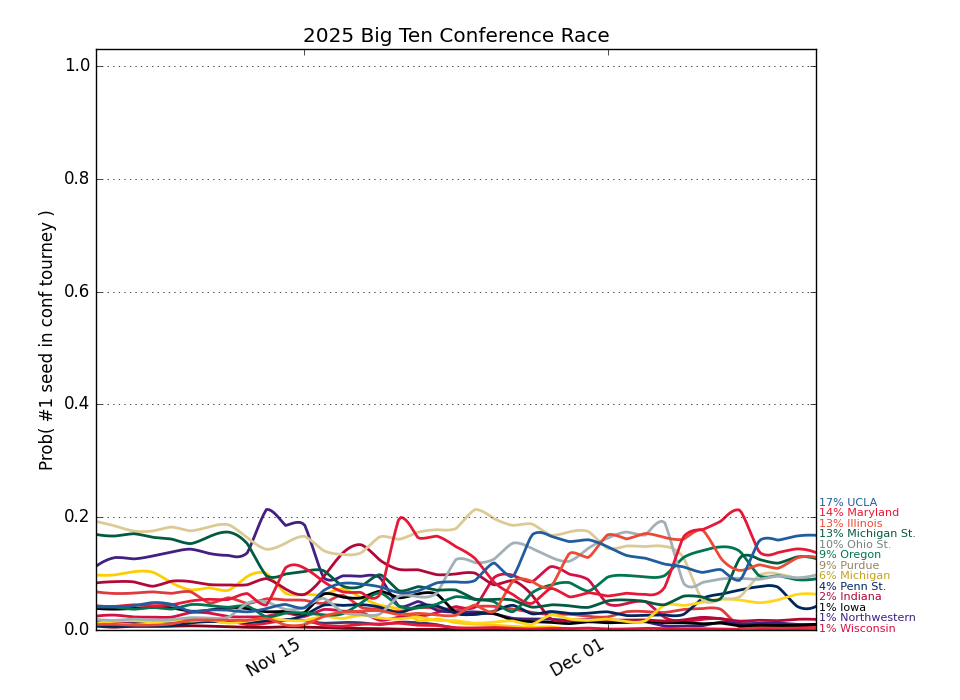 2025 Big Ten Conference Race
Prob( #1 seed in conf tourney )
1.0
0.8
0.6
0.4
0.2
0.0
Nov 15
Dec 01
17% UCLA
14% Maryland
13% Illinois
13% Michigan St.
10% Ohio St.
9% Oregon
9% Purdue
6% Michigan
4% Penn St.
2% Indiana
1% Iowa
1% Northwestern
1% Wisconsin